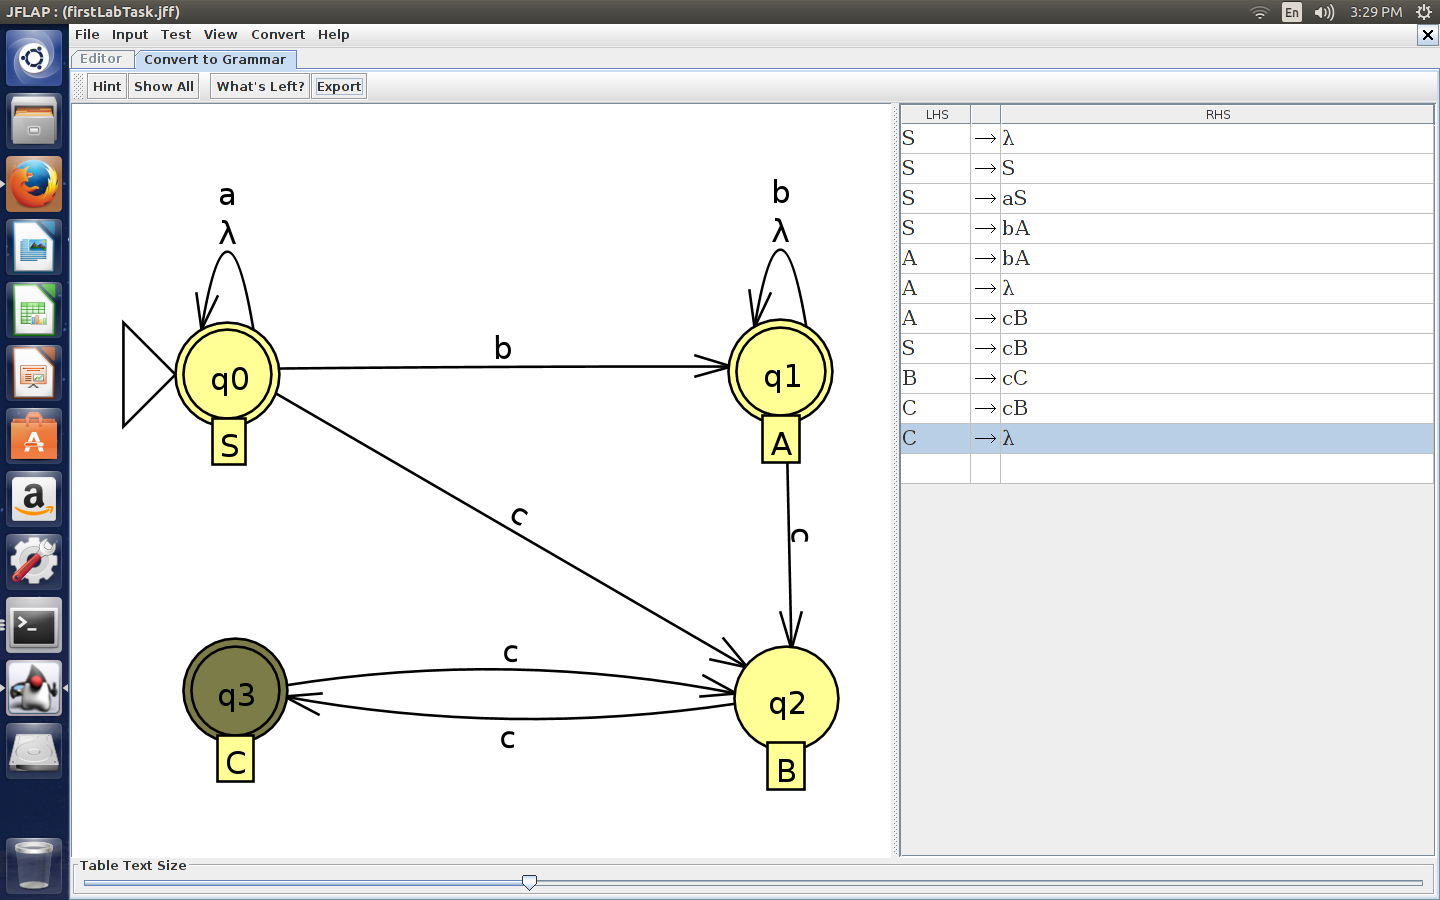 JFLAP : (firstLabTask.jff)
En 3:29 PM
File Input Test View Convert Help
Editor Convert to Grammar
Hint Show All What's Left? Export
a
λ
b
λ
b
q0
q1
S
A
c
c
c
q3
q2
c
C
B
LHS RHS
S → λ
S → S
S → aS
S → bA
A → bA
A → λ
A → cB
S → cB
B → cC
C → cB
C → λ
Table Text Size